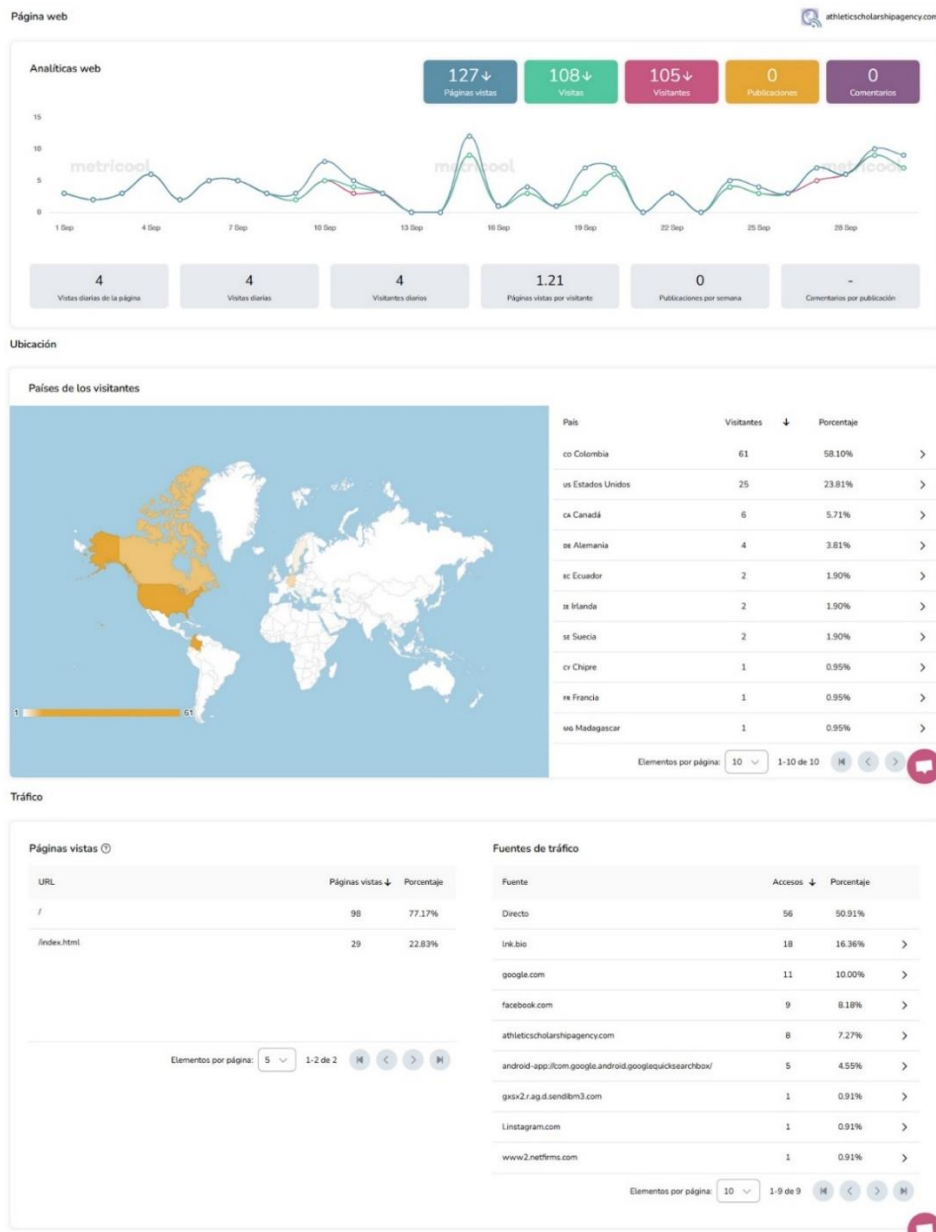 Página web
athleticscholarshipagency.com
Analíticas web
127↓ 108↓ 105↓ 0 0
Páginas vistas Visitas Visitantes Publicaciones Comentarios
15
10
5
0
metricool metricool metricool
1 Sep 4 Sep 7 Sep 10 Sep 13 Sep 16 Sep 19 Sep 22 Sep 25 Sep 28 Sep
4 4 4 1.21 0 -
Vistas diarias de la página Visitas diarias Visitantes diarios Páginas vistas por visitante Publicaciones por semana Comentarios por publicación
Ubicación
Países de los visitantes
País Visitantes ↓ Porcentaje
CO Colombia 61 58.10%
US Estados Unidos 25 23.81%
CA Canadá 6 5.71%
DE Alemania 4 3.81%
EC Ecuador 2 1.90%
IE Irlanda 2 1.90%
SE Suecia 2 1.90%
CY Chipre 1 0.95%
FR Francia 1 0.95%
MG Madagascar 1 0.95%
1 61
Elementos por página: 10 1-10 de 10
Tráfico
Páginas vistas
URL Páginas vistas ↓ Porcentaje
/ 98 77.17%
/index.html 29 22.83%
Elementos por página: 5 1-2 de 2
Fuentes de tráfico
Fuente Accesos ↓ Porcentaje
Directo 56 50.91%
lnk.bio 18 16.36%
google.com 11 10.00%
facebook.com 9 8.18%
athleticscholarshipagency.com 8 7.27%
android-app://com.google.android.googlequicksearchbox/ 5 4.55%
gxsx2.r.ag.d.sendibm3.com 1 0.91%
l.instagram.com 1 0.91%
www2.netfirms.com 1 0.91%
Elementos por página: 10 1-9 de 9